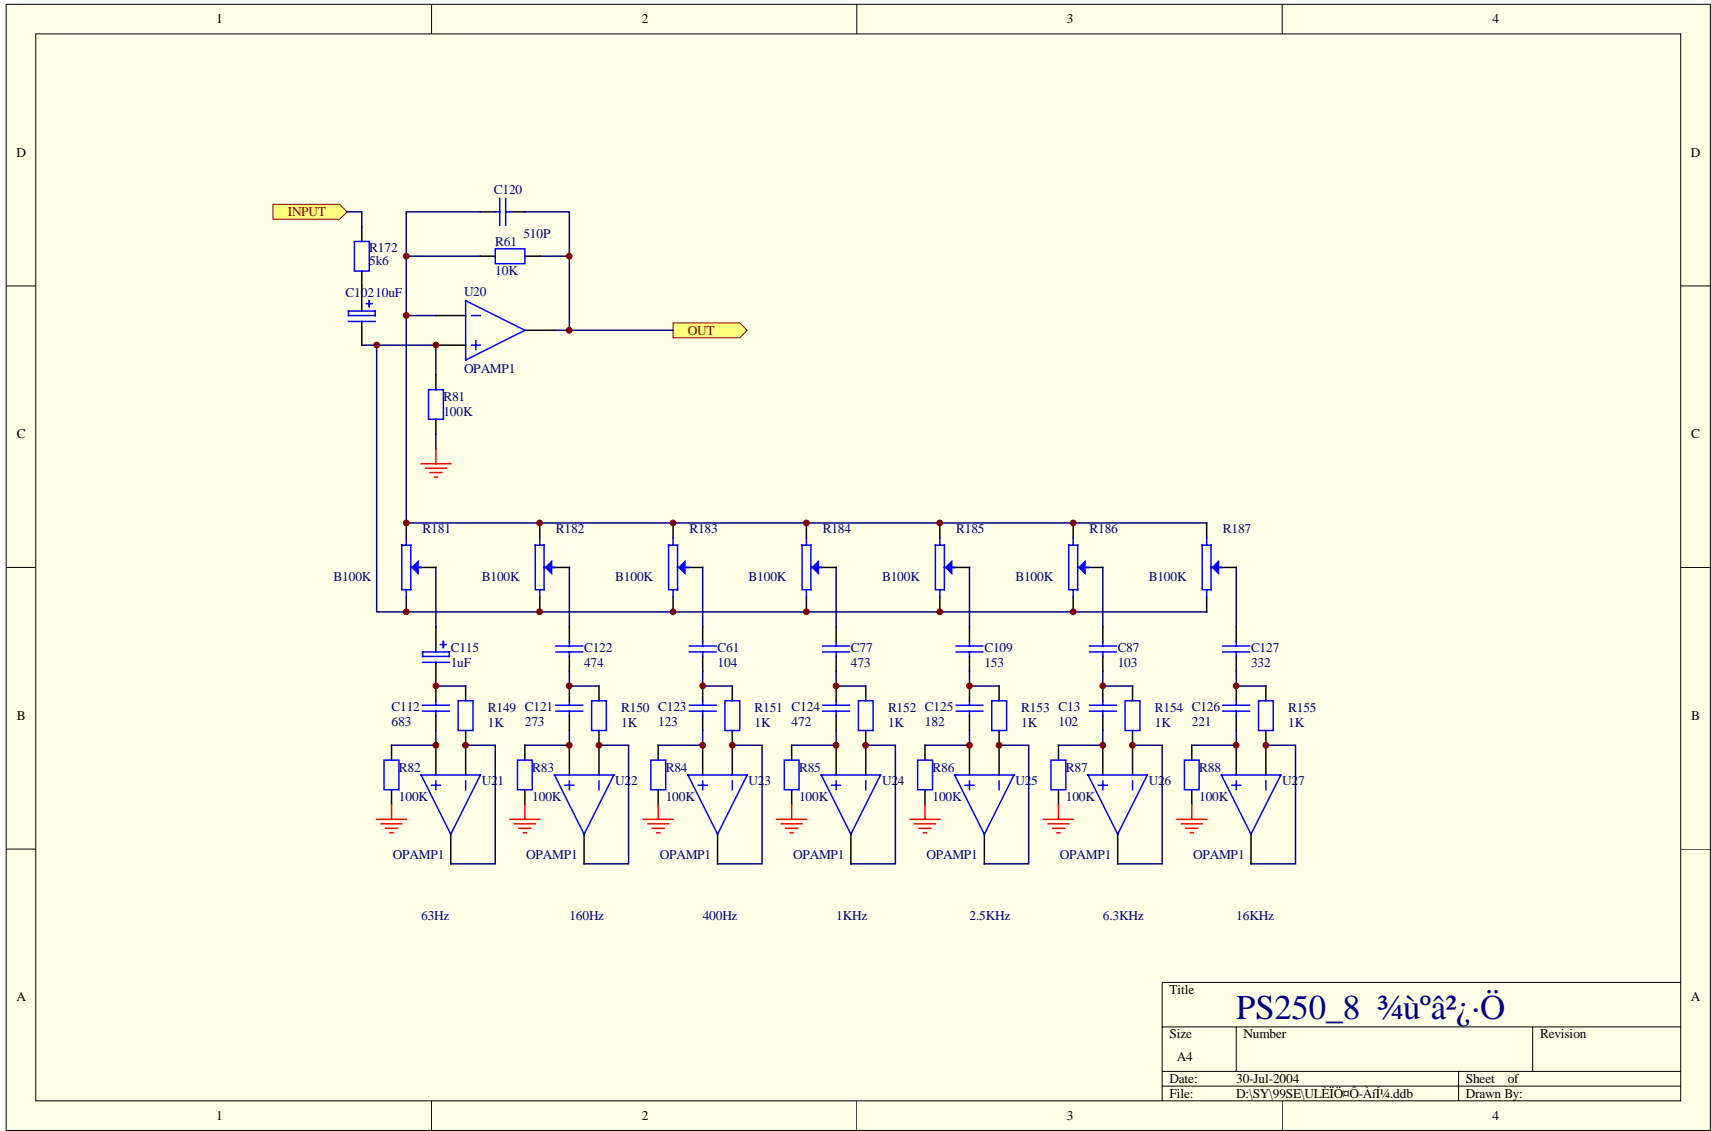 1 2 3 4
D D
C120
INPUT
510P
R172
5k6
R61
10K
C102 10uF
U20
OUT
OPAMP1
R81
100K
C C
R181 R182 R183 R184 R185 R186 R187
B100K B100K B100K B100K B100K B100K B100K
C115 C122 C61 C77 C109 C87 C127
1uF 474 104 473 153 103 332
B B
C112 R149 C121 R150 C123 R151 C124 R152 C125 R153 C13 R154 C126 R155
683 1K 273 1K 123 1K 472 1K 182 1K 102 1K 221 1K
R82 U21 R83 U22 R84 U23 R85 U24 R86 U25 R87 U26 R88 U27
100K 100K 100K 100K 100K 100K 100K
OPAMP1 OPAMP1 OPAMP1 OPAMP1 OPAMP1 OPAMP1 OPAMP1
63Hz 160Hz 400Hz 1KHz 2.5KHz 6.3KHz 16KHz
A A
Title
PS250_8 ¾ùºâ²¿·Ö
Size Number Revision
A4
Date: 30-Jul-2004 Sheet of
File: Drawn By:
1 2 3 4